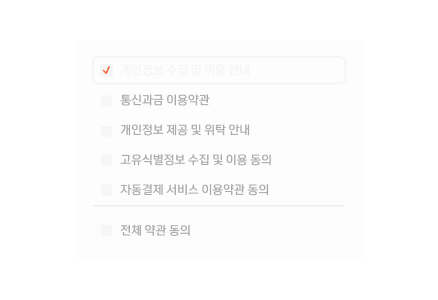 개인정보 수집 및 이용 안내
통신과금 이용약관
개인정보 제공 및 위탁 안내
고유식별정보 수집 및 이용 동의
자동결제 서비스 이용약관 동의
전체 약관 동의